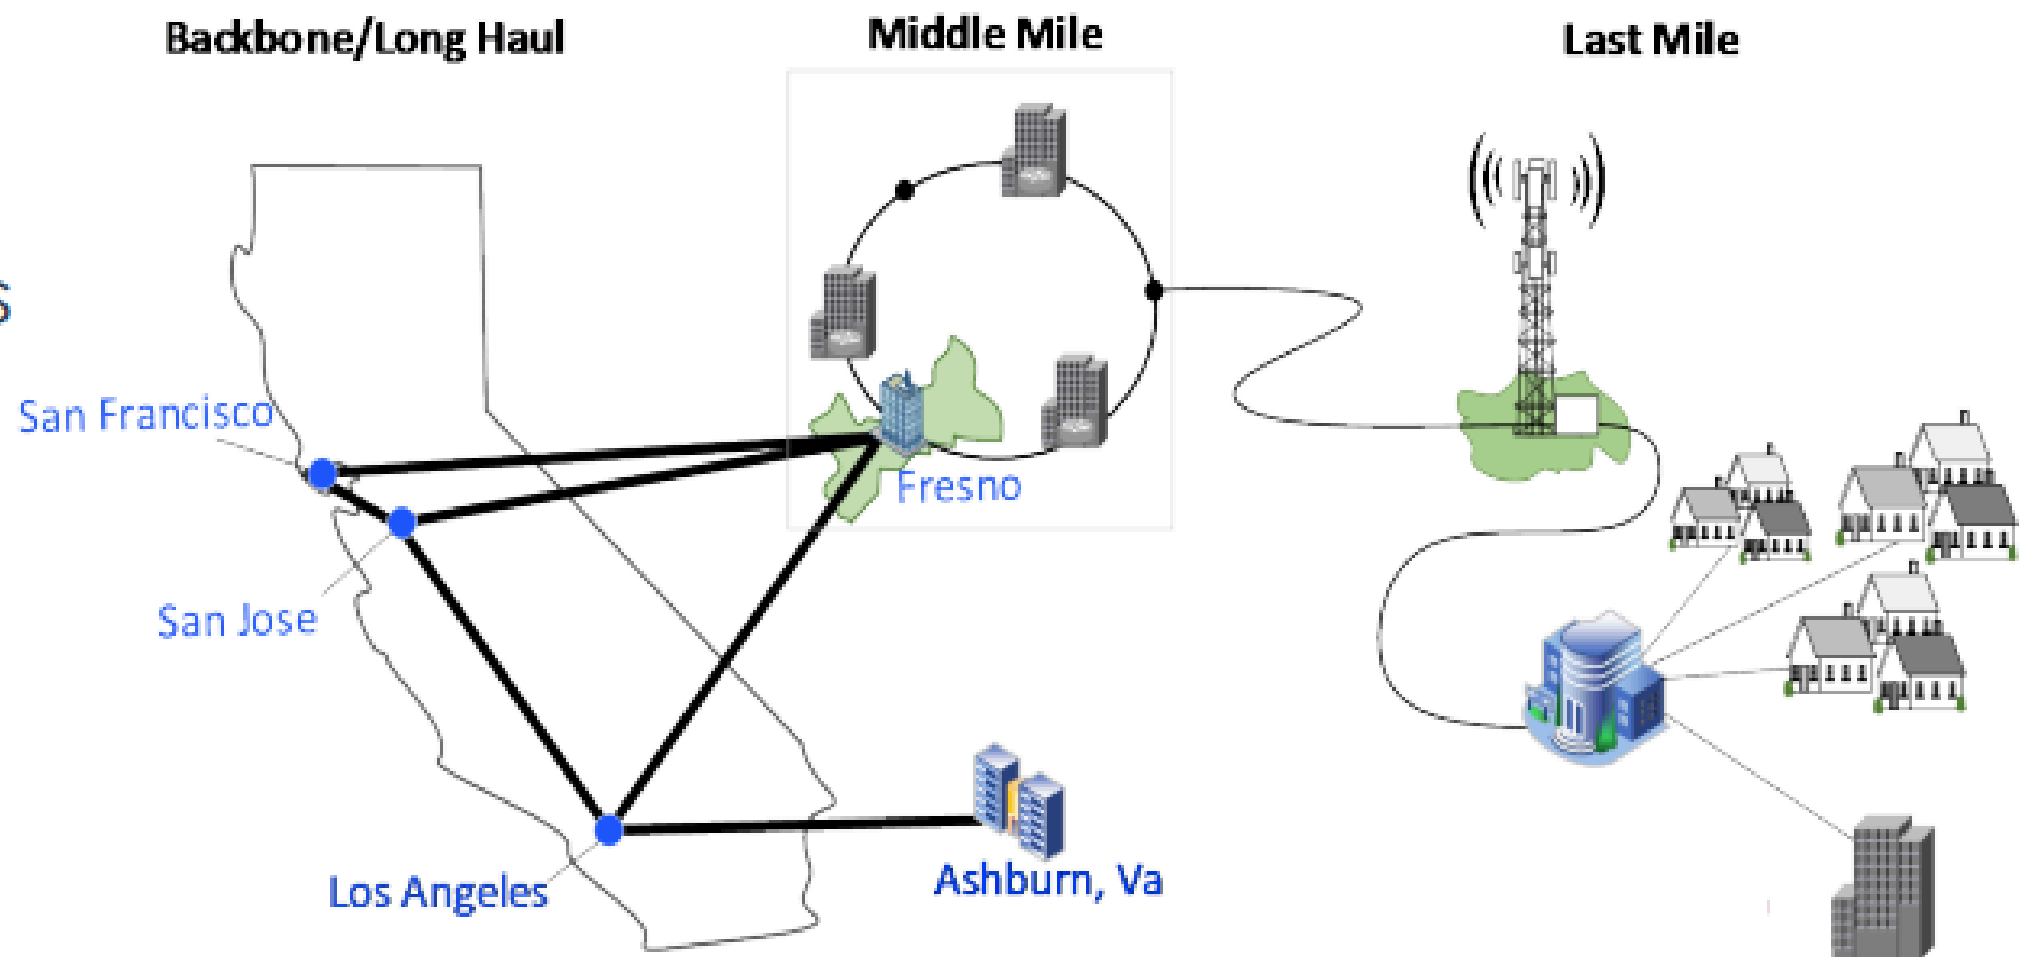 Backbone/Long Haul
Middle Mile
Last Mile
San Francisco
Fresno
San Jose
Los Angeles
Ashburn, Va